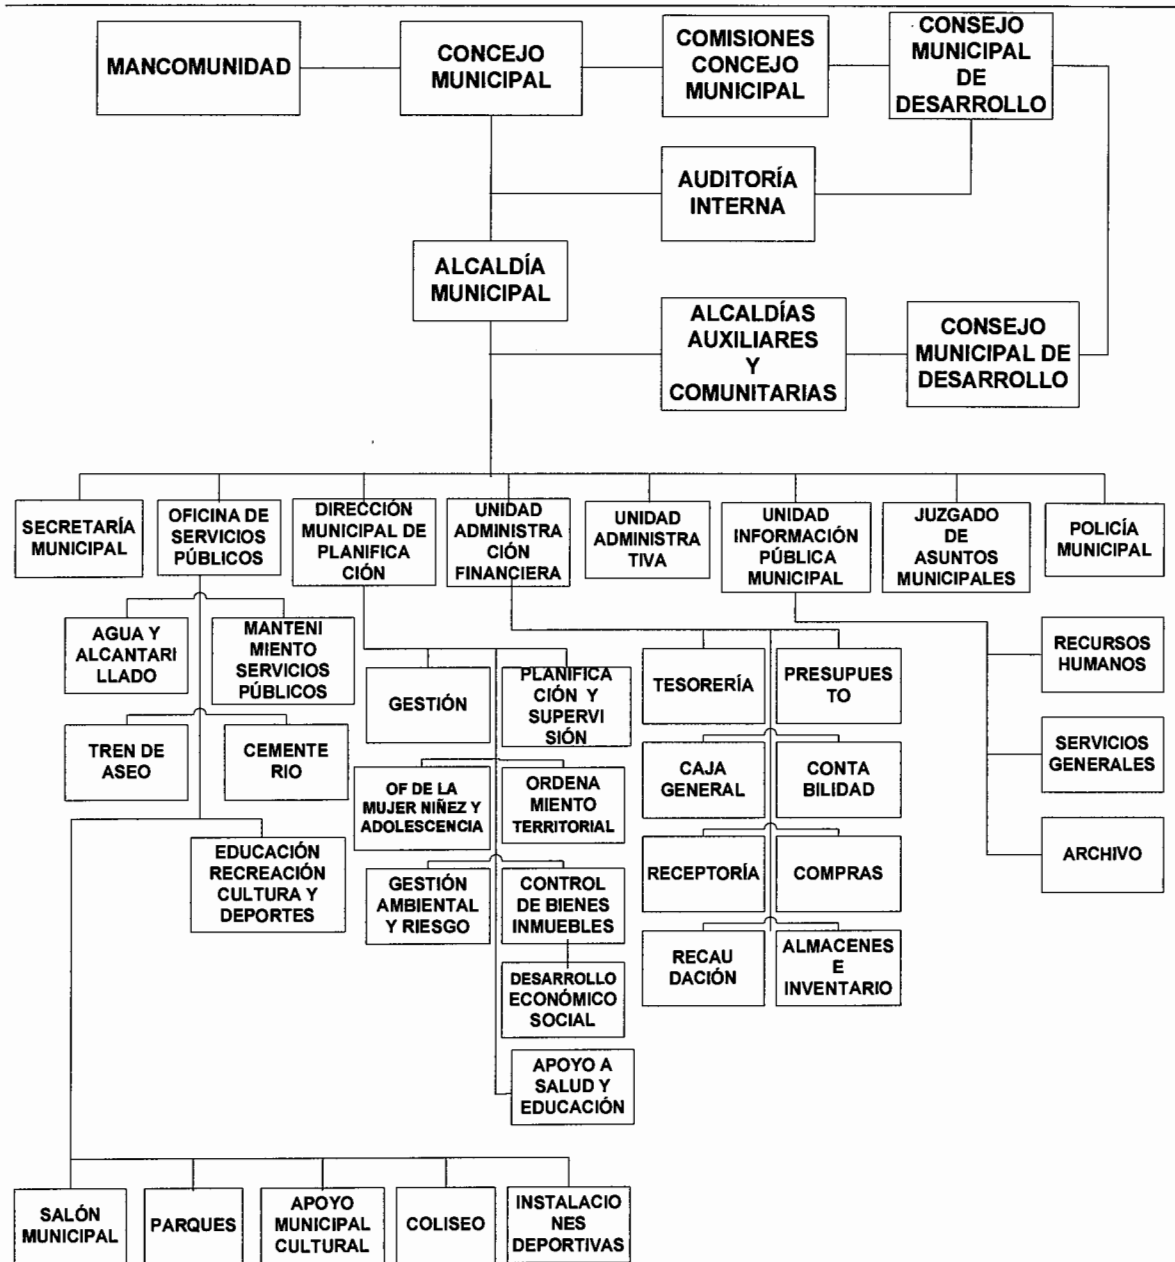 MANCOMUNIDAD
CONCEJO
MUNICIPAL
COMISIONES
CONCEJO
MUNICIPAL
CONSEJO
MUNICIPAL
DE
DESARROLLO
AUDITORÍA
INTERNA
ALCALDÍA
MUNICIPAL
ALCALDÍAS
AUXILIARES
Y
COMUNITARIAS
CONSEJO
MUNICIPAL DE
DESARROLLO
SECRETARÍA
MUNICIPAL
OFICINA DE
SERVICIOS
PÚBLICOS
DIRECCIÓN
MUNICIPAL DE
PLANIFICA
CIÓN
UNIDAD
ADMINISTRA
CIÓN
FINANCIERA
UNIDAD
ADMINISTRA
TIVA
UNIDAD
INFORMACIÓN
PÚBLICA
MUNICIPAL
JUZGADO
DE
ASUNTOS
MUNICIPALES
POLICÍA
MUNICIPAL
AGUA Y
ALCANTARI
LLADO
MANTENI
MIENTO
SERVICIOS
PÚBLICOS
TREN DE
ASEO
CEMENTE
RIO
EDUCACIÓN
RECREACIÓN
CULTURA Y
DEPORTES
GESTIÓN
PLANIFICA
CIÓN Y
SUPERVI
SIÓN
OF DE LA
MUJER NIÑEZ Y
ADOLESCENCIA
ORDENA
MIENTO
TERRITORIAL
GESTIÓN
AMBIENTAL
Y RIESGO
CONTROL
DE BIENES
INMUEBLES
DESARROLLO
ECONÓMICO
SOCIAL
APOYO A
SALUD Y
EDUCACIÓN
TESORERÍA
PRESUPUE
STO
CAJA
GENERAL
CONTA
BILIDAD
RECEPTORÍA
COMPRAS
RECAU
DACIÓN
ALMACENES
E
INVENTARIO
RECURSOS
HUMANOS
SERVICIOS
GENERALES
ARCHIVO
SALÓN
MUNICIPAL
PARQUES
APOYO
MUNICIPAL
CULTURAL
COLISEO
INSTALACIO
NES
DEPORTIVAS